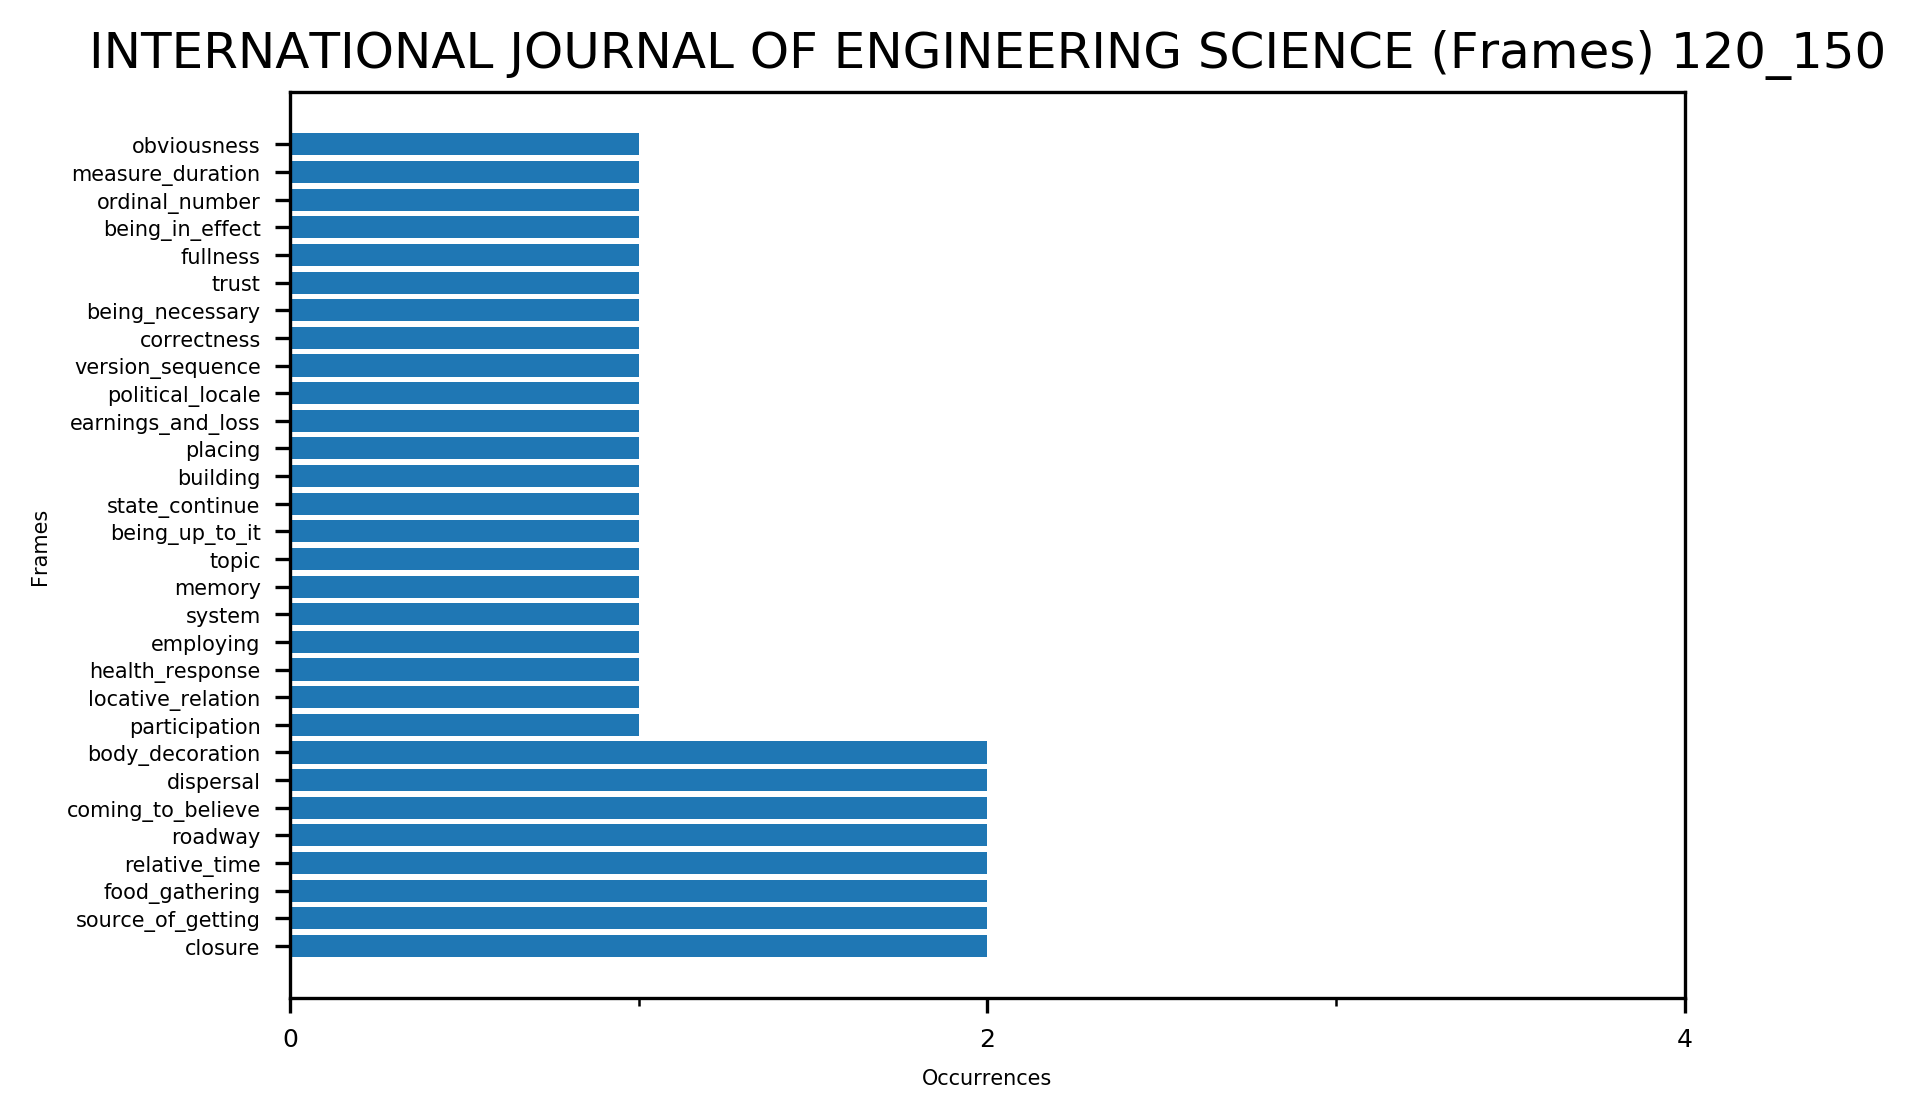 INTERNATIONAL JOURNAL OF ENGINEERING SCIENCE (Frames) 120_150
obviousness
measure_duration
ordinal_number
being_in_effect
fullness
trust
being_necessary
correctness
version_sequence
political_locale
earnings_and_loss
placing
building
state_continue
being_up_to_it
topic
memory
system
employing
health_response
locative_relation
participation
body_decoration
dispersal
coming_to_believe
roadway
relative_time
food_gathering
source_of_getting
closure
Frames
0 2 4
Occurrences